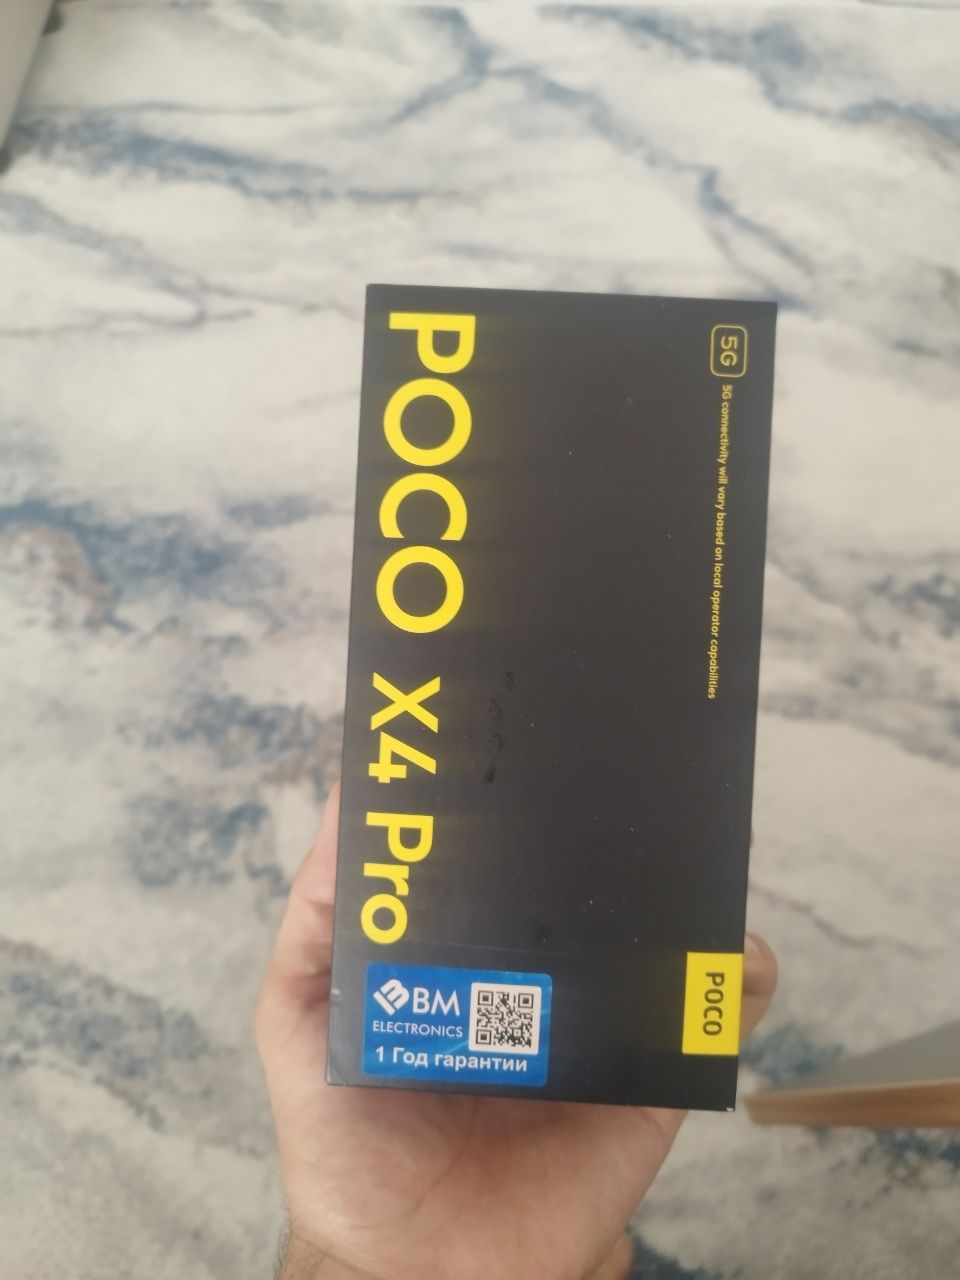 5G
5G connectivity will vary based on local operator capabilities
POCO X4 Pro
POCO
BM
ELECTRONICS
1 Год гарантии